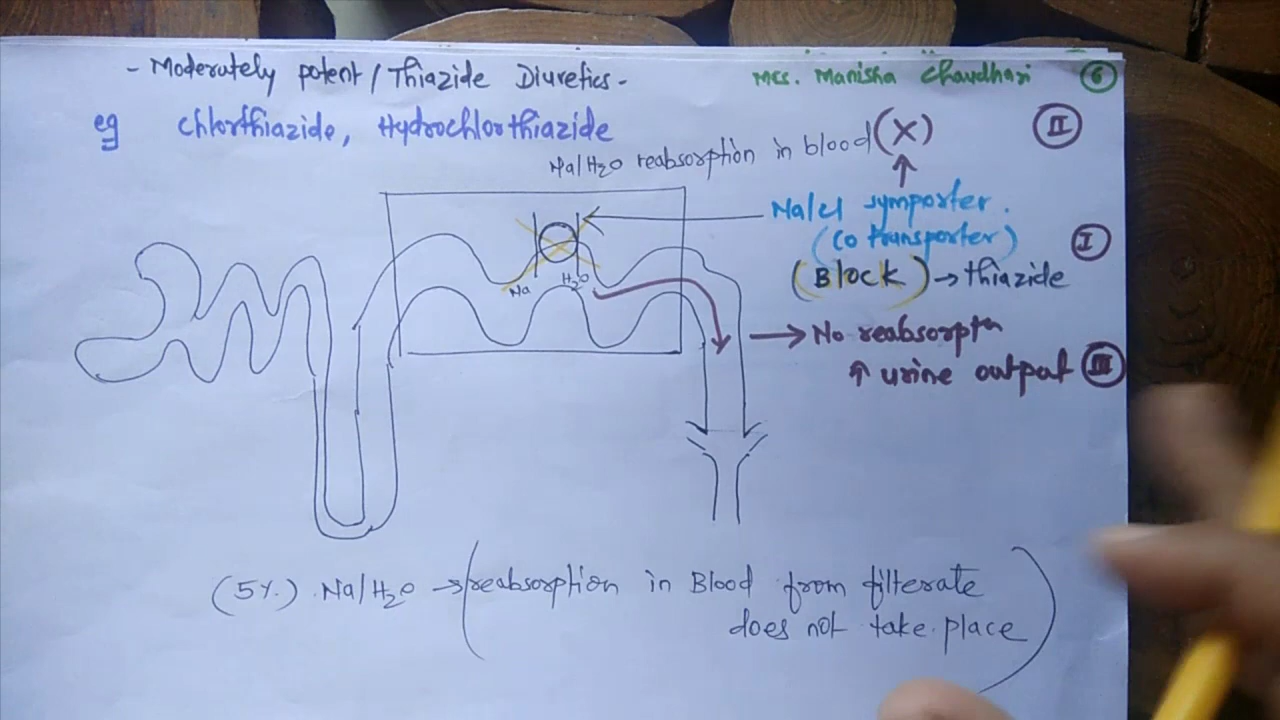 - Moderately potent / Thiazide Diuretics -
Mrs. Manisha Chaudhari
6
eg Chlorthiazide, Hydrochlorthiazide
II
Na/H2O reabsorption in blood (X)
Na/cl symporter.
(Co transporter)
I
(Block) → thiazide
Na
H2O
→ No reabsorptn
↑ urine output III
(5%) Na/H2O → (reabsorption in Blood from filterate
does not take place)